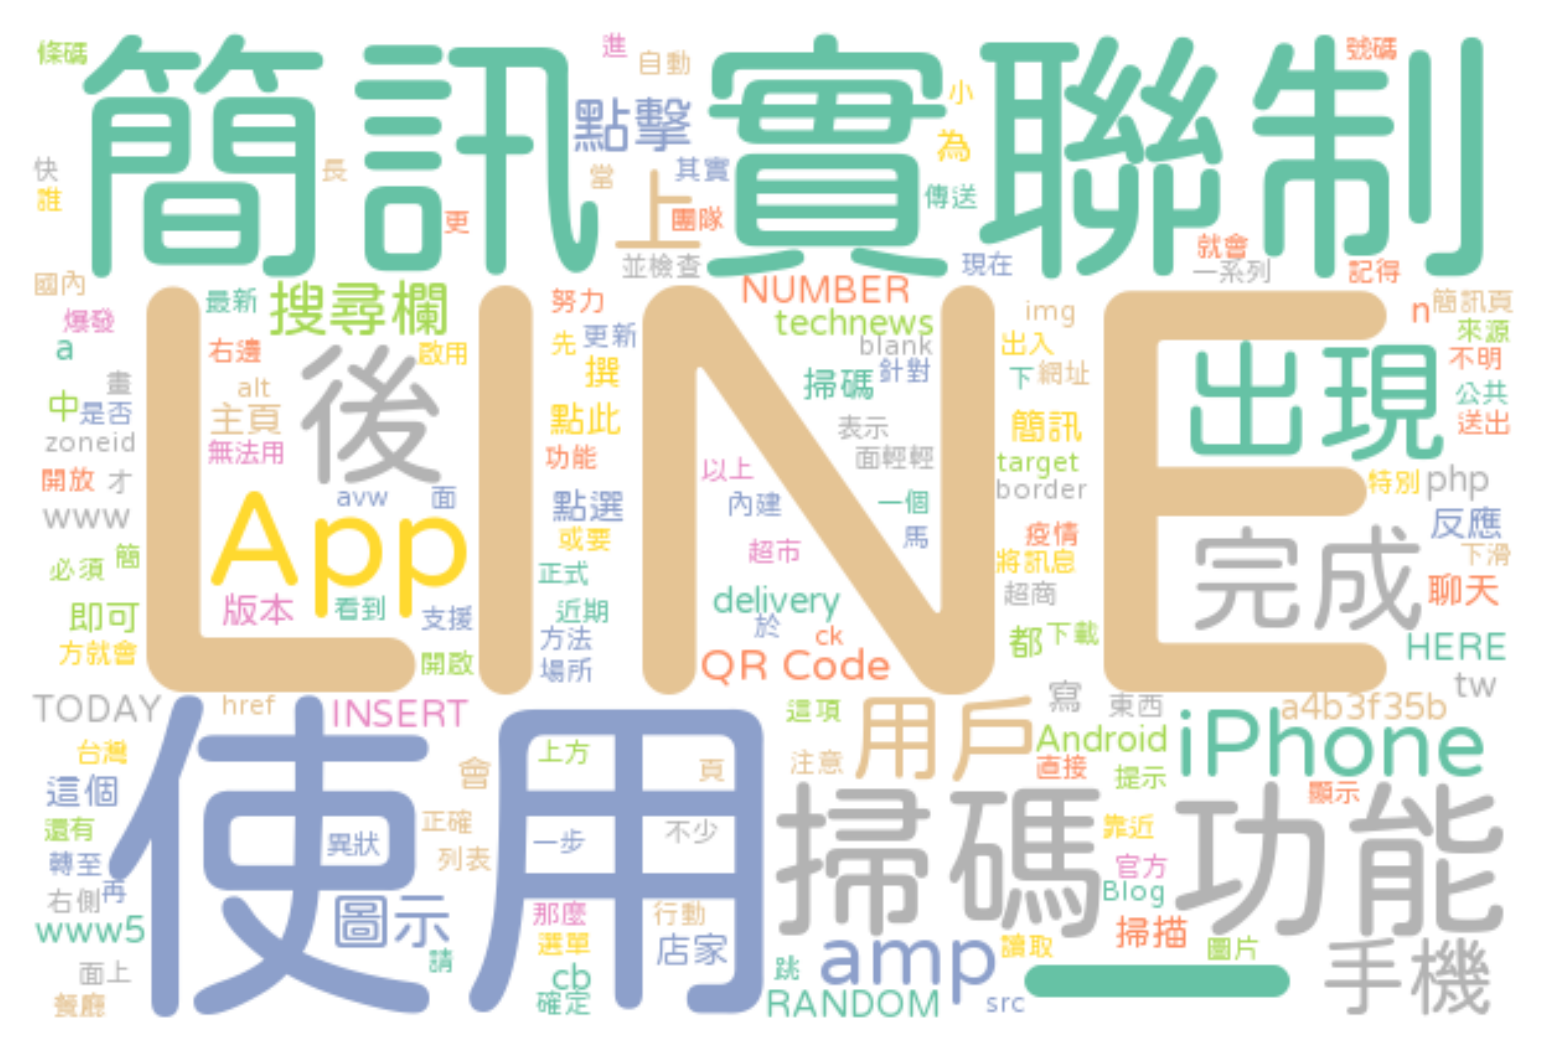 條碼
簡訊實聯制
進
自動
小
號碼
點擊
為
快
長
當
其實
誰
上
傳送
更
團隊
就會
並檢查
現在
一系列
記得
國內
最新
搜尋欄
努力
NUMBER
img
n
簡訊頁
爆發
LINE
technews
來源
a
右邊
啟用
先
更新
blank
出入
出現
不明
畫
alt
後
撰
掃碼
針對
下
網址
公共
中
是否
主頁
點此
表示
簡訊
送出
zoneid
無法用
功能
以上
面輕輕
target
特別
php
開放
才
avw
面
點選
內建
一個
border
www
App
或要
超市
馬
疫情
完成
反應
必須
簡
正式
將訊息
下滑
即可
版本
看到
支援
近期
delivery
超商
聊天
方就會
開啟
方法
於
ck
都
下載
HERE
場所
QR Code
tw
TODAY
href
INSERT
這項
用戶
寫
東西
a4b3f35b
台灣
使用
上方
Android
iPhone
會
頁
注意
直接
提示
這個
掃碼功能
顯示
還有
正確
不少
靠近
轉至
異狀
列表
一步
官方
右側
再
圖示
那麼
行動
Blog
www5
選單
店家
amp
讀取
掃描
圖片
手機
面上
請
cb
跳
一
餐廳
確定
RANDOM
src